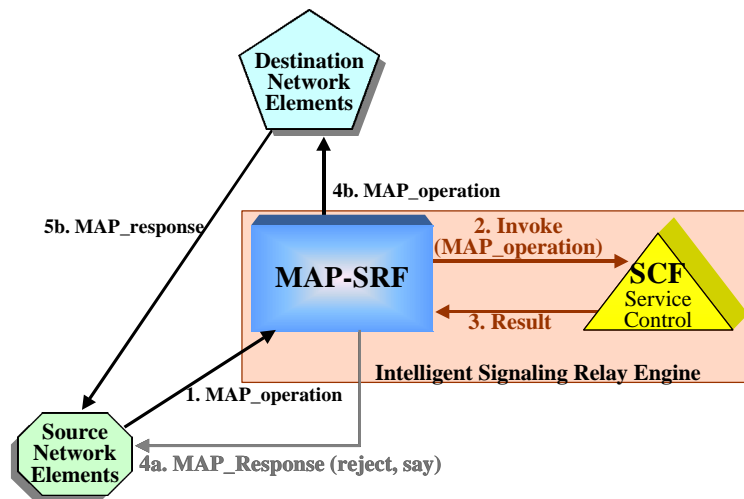 Destination
Network
Elements
4b. MAP_operation
5b. MAP_response
2. Invoke
(MAP_operation)
MAP-SRF
SCF
Service
Control
3. Result
Intelligent Signaling Relay Engine
1. MAP_operation
Source
Network
Elements
4a. MAP_Response (reject, say)